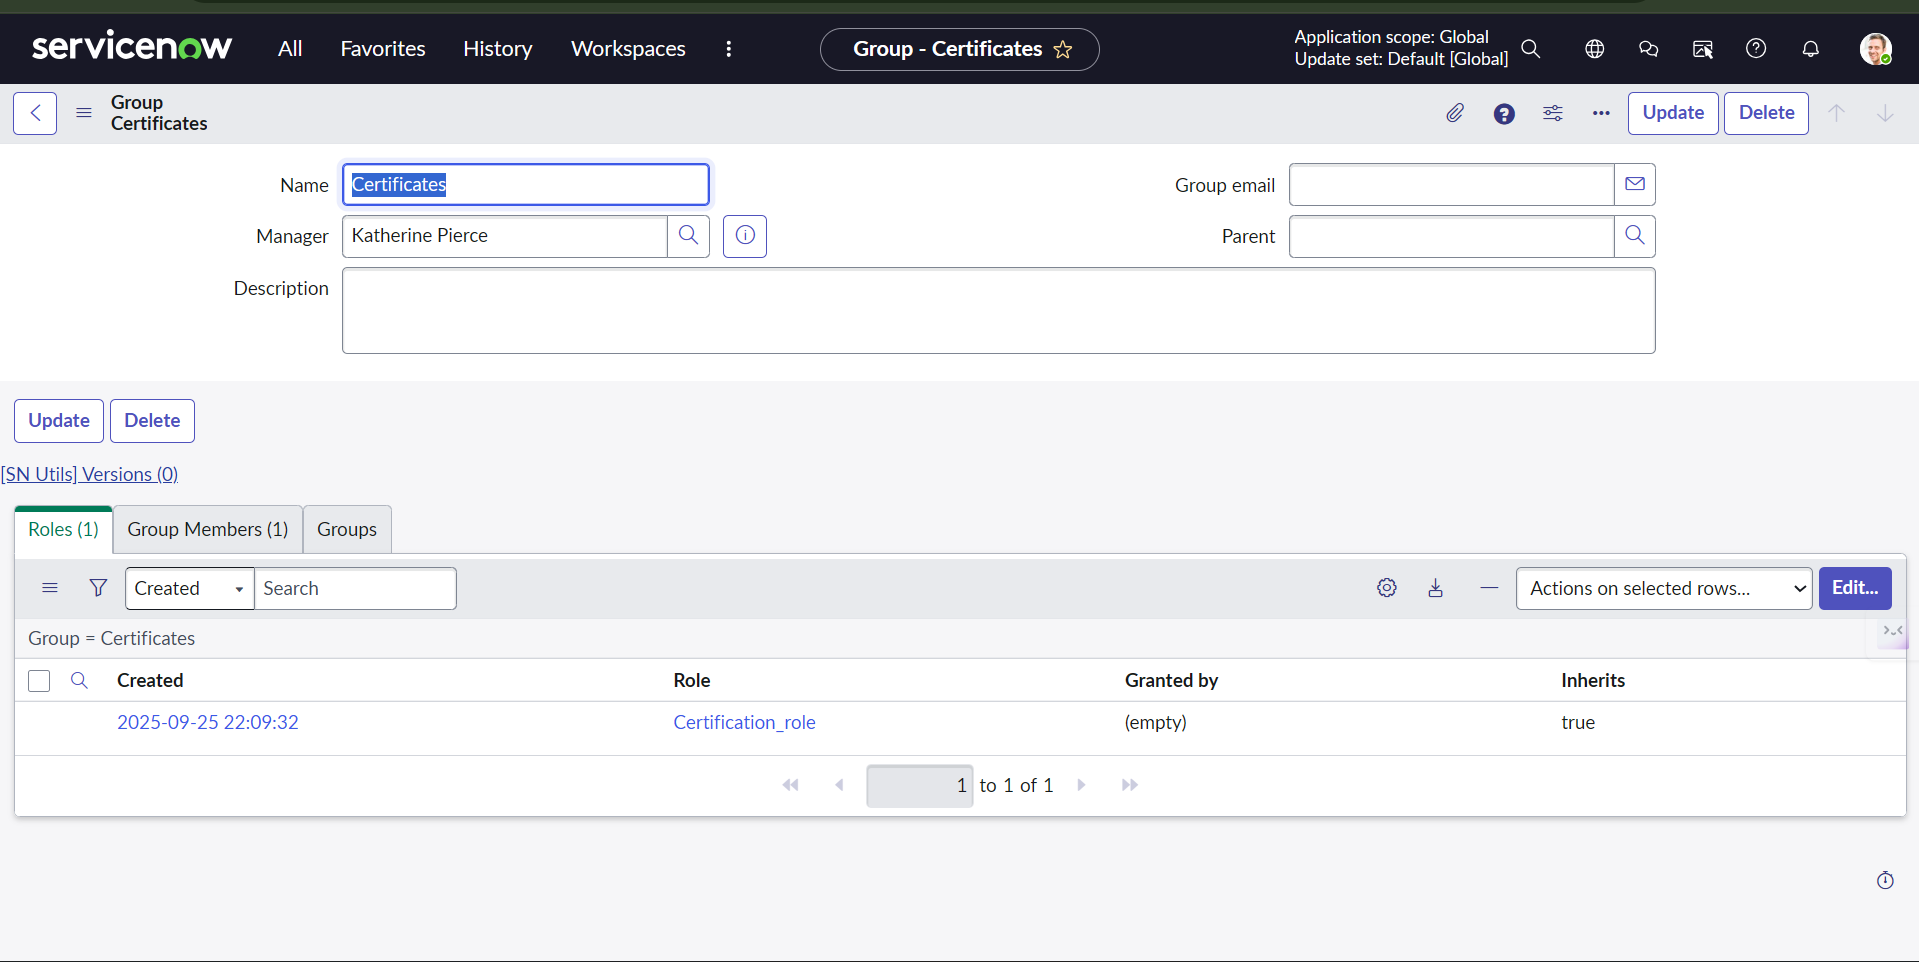 servicenow All Favorites History Workspaces Group - Certificates Application scope: Global
Update set: Default [Global]
Group
Certificates
Update Delete
Name Certificates Group email
Manager Katherine Pierce Parent
Description
Update Delete
[SN Utils] Versions (0)
Roles (1) Group Members (1) Groups
Created Search Actions on selected rows... Edit...
Group = Certificates
Created Role Granted by Inherits
2025-09-25 22:09:32 Certification_role (empty) true
1 to 1 of 1